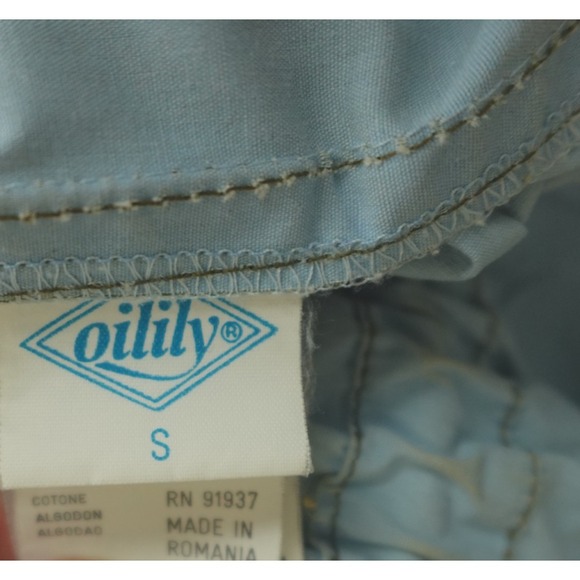 oilily®
S
COTONE
ALGODON
ALGODAO
RN 91937
MADE IN
ROMANIA